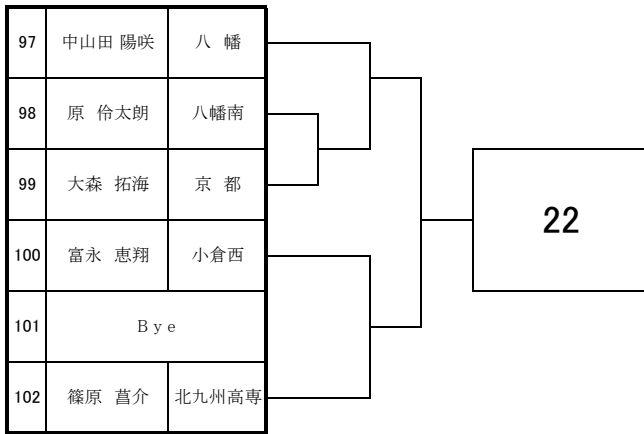 97 中山田 陽咲 八 幡
98 原 伶太朗 八幡南
99 大森 拓海 京 都
100 富永 恵翔 小倉西
101 Bye
102 篠原 菖介 北九州高専
22